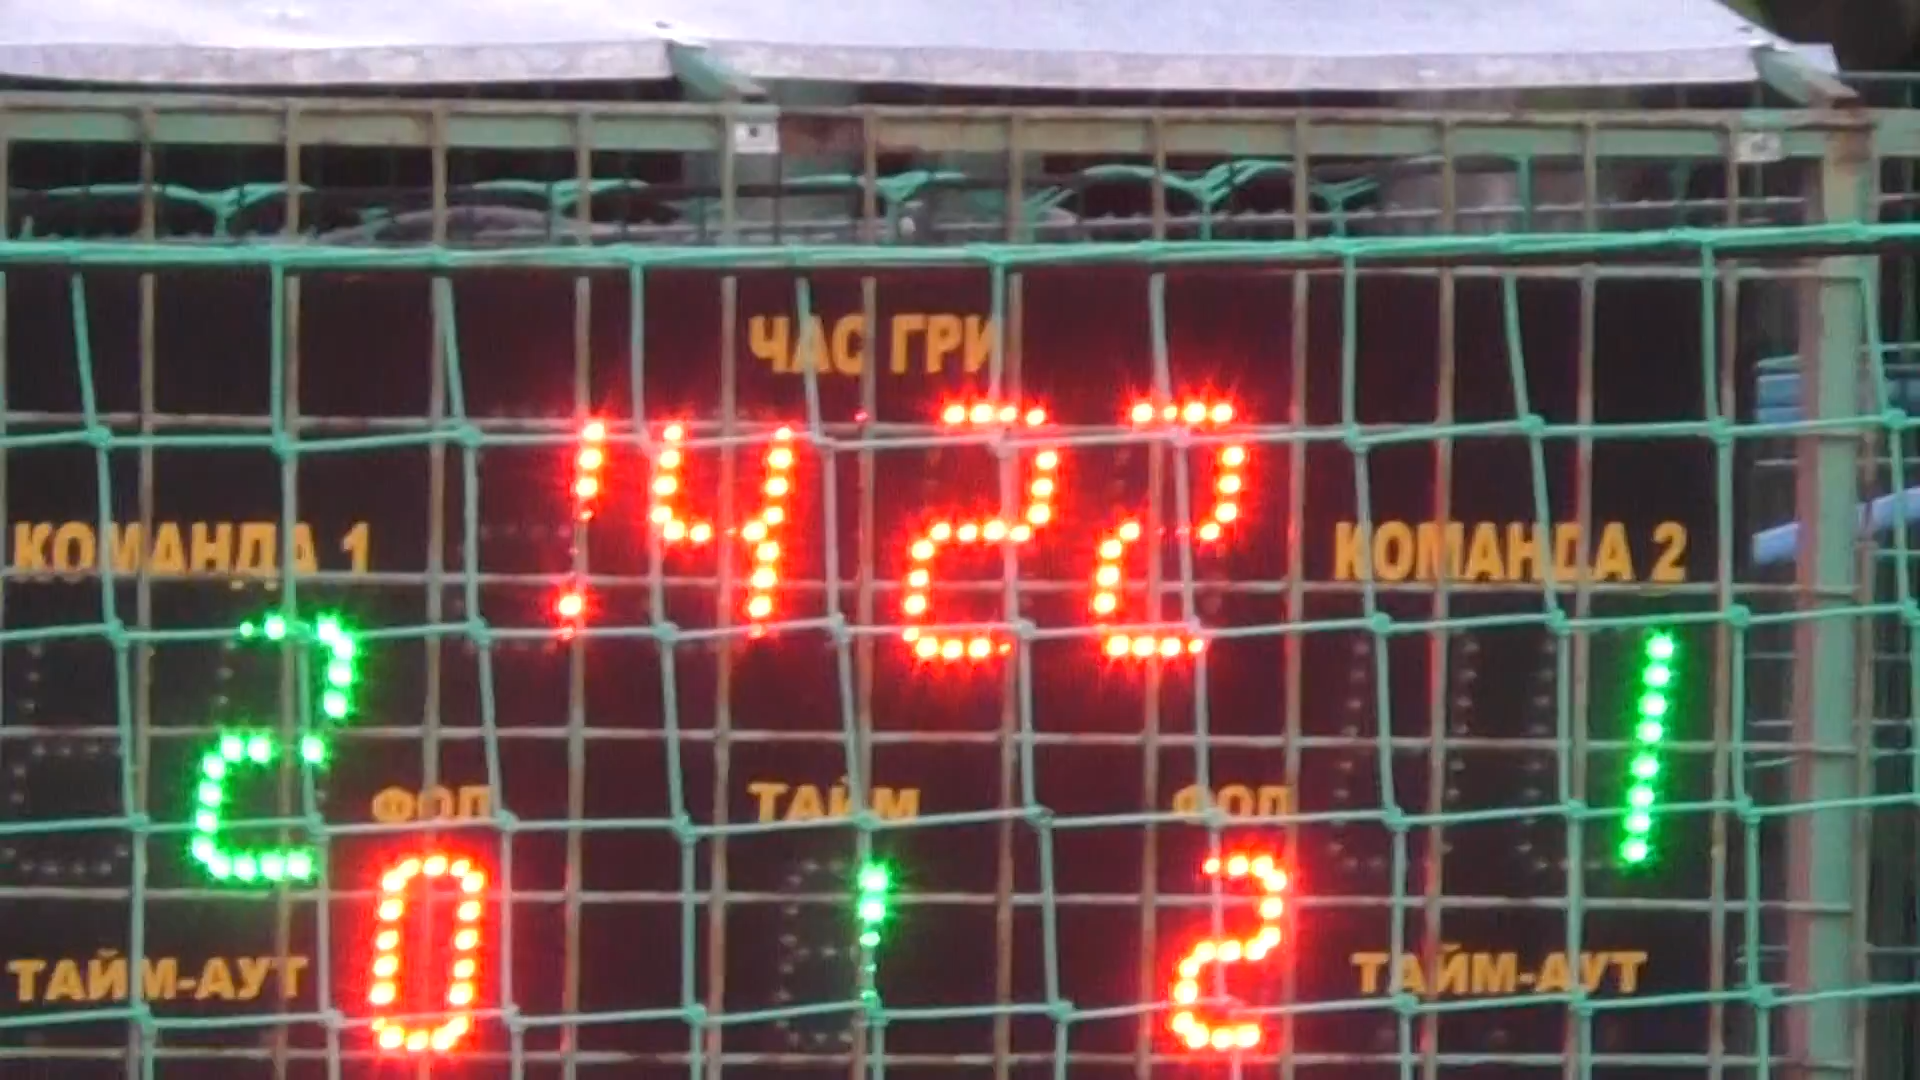 ЧАС ГРИ
14 22
КОМАНДА 1
КОМАНДА 2
2
1
ФОЛ
ТАЙМ
ФОЛ
0
1
2
ТАЙМ-АУТ
ТАЙМ-АУТ